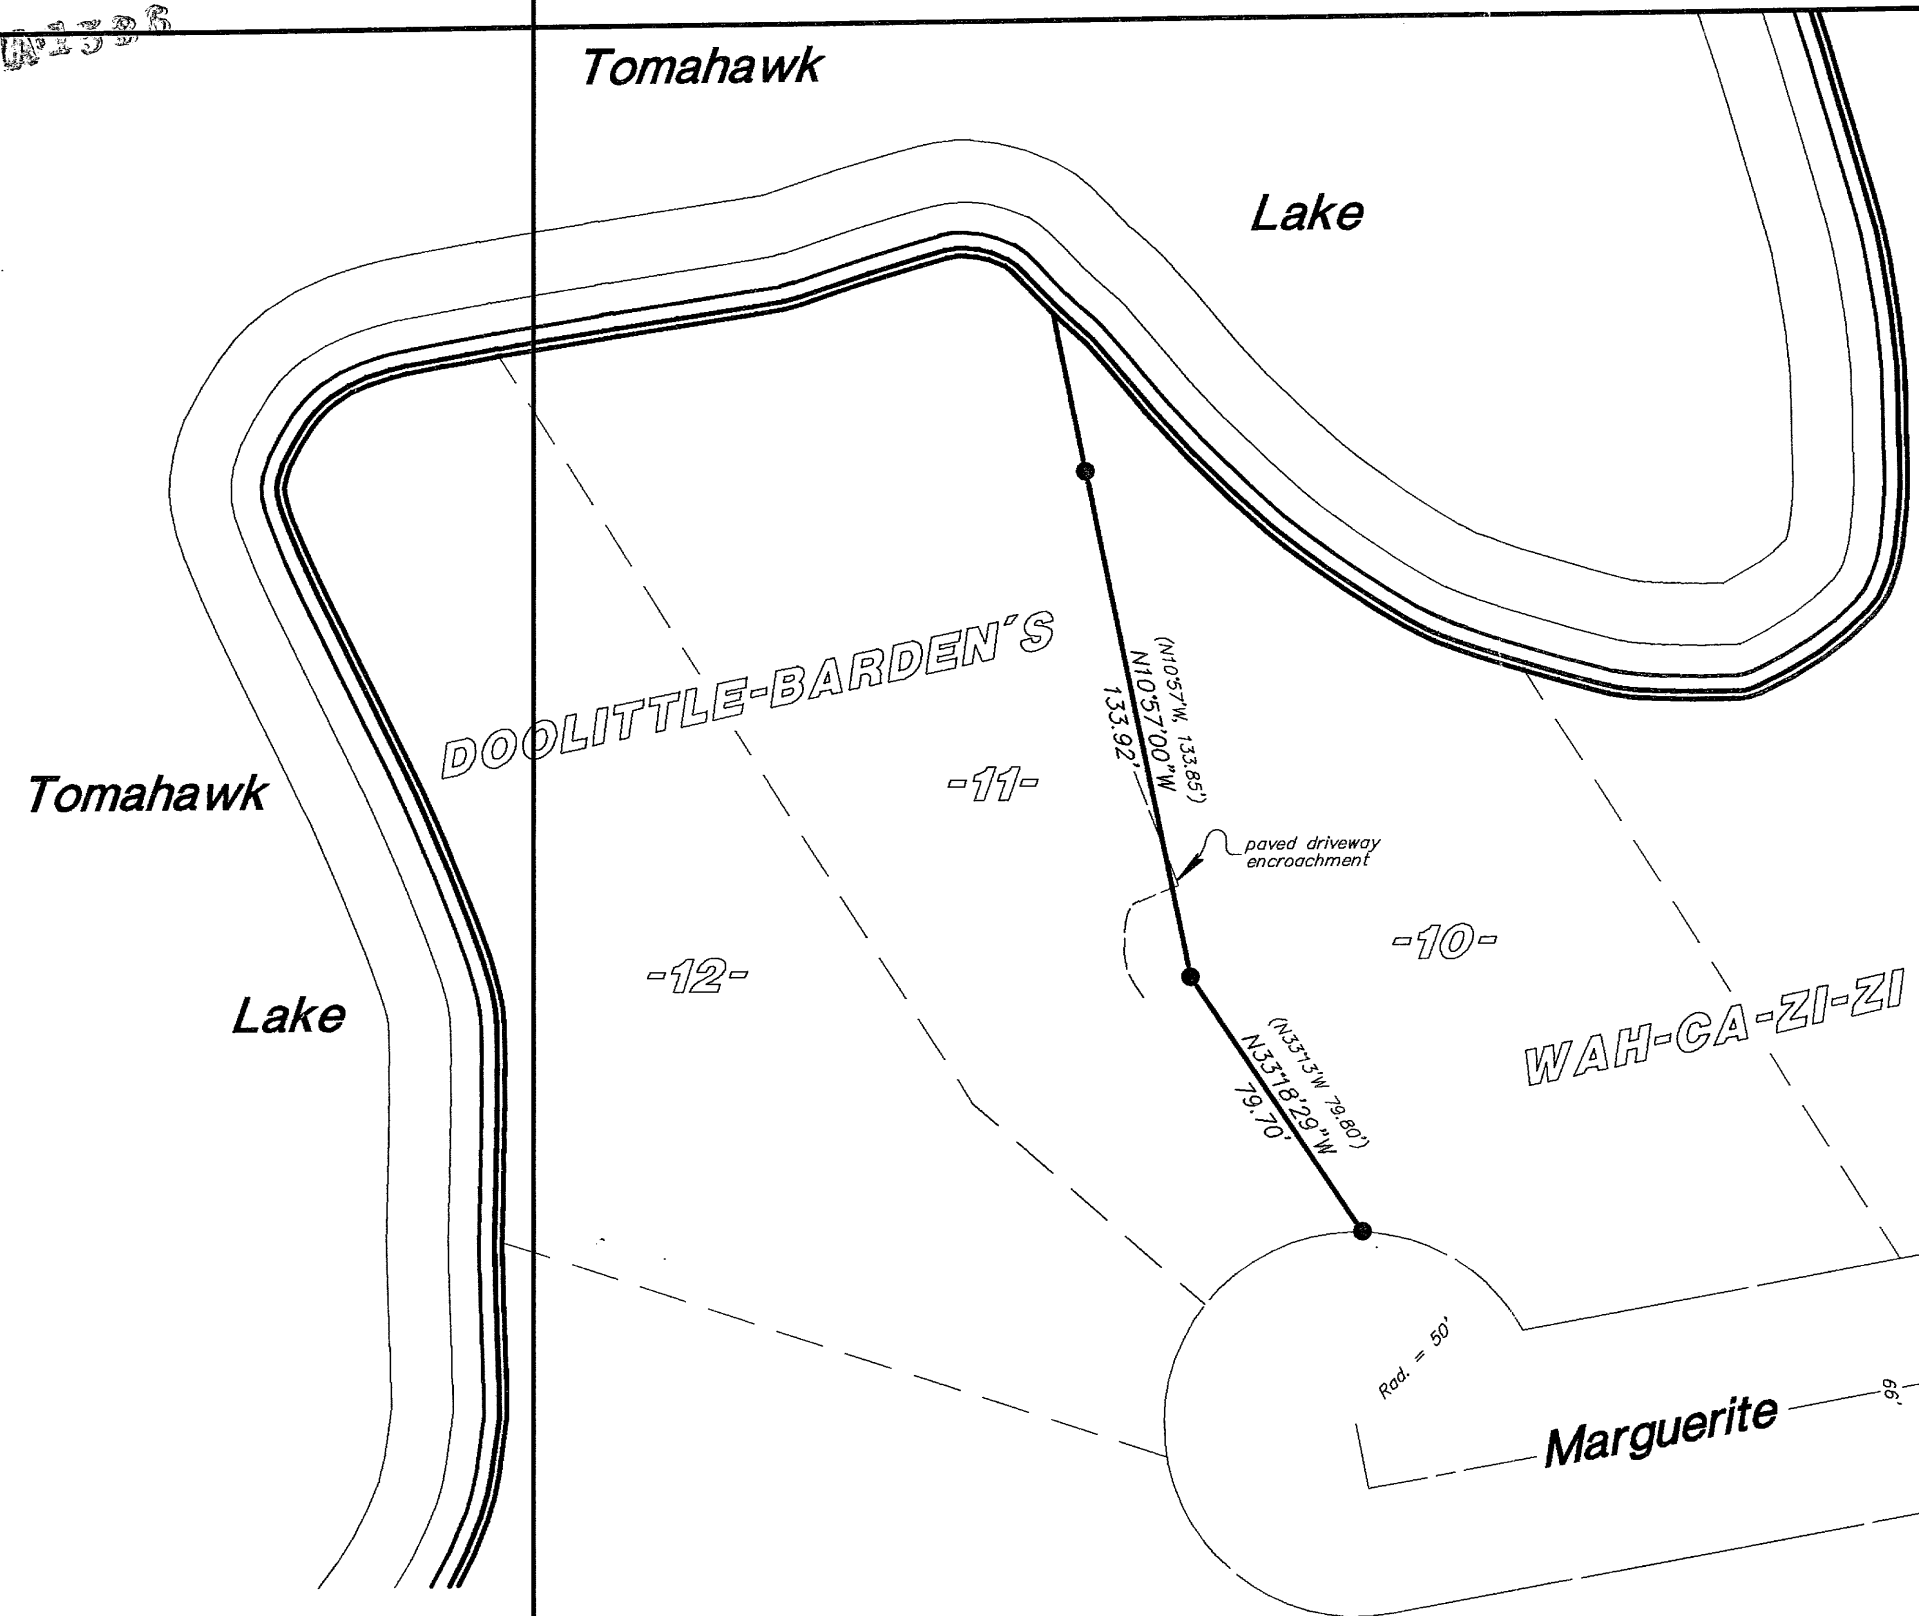 Tomahawk
Lake
DOOLITTLE-BARDEN'S
(N10°57'W, 133.85')
N10°57'00"W
133.92'
-11-
Tomahawk
paved driveway
encroachment
-10-
-12-
WAH-CA-ZI-ZI
Lake
(N33°13'W 79.80')
N33°18'29"W
79.70'
Rad. = 50'
66'
Marguerite